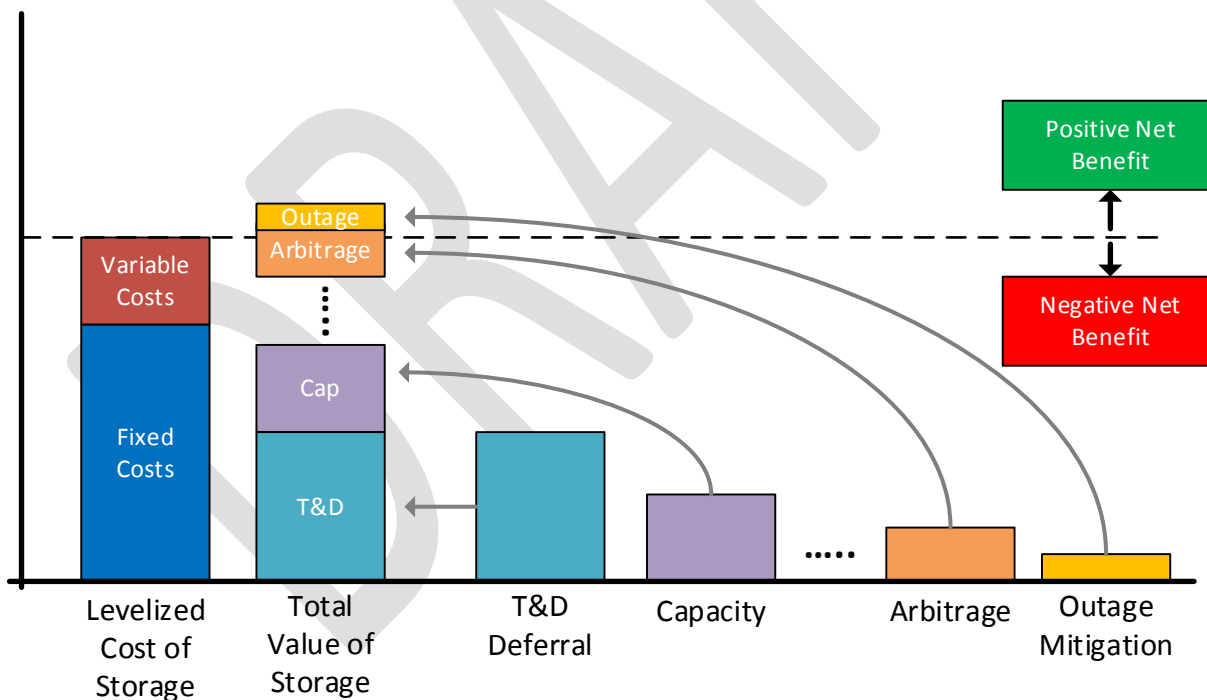 DRAFT
Positive Net
Benefit
Outage
Arbitrage
Variable
Costs
Negative Net
Benefit
Cap
Fixed
Costs
T&D
Levelized
Cost of
Storage
Total
Value of
Storage
T&D
Deferral
Capacity
Arbitrage
Outage
Mitigation